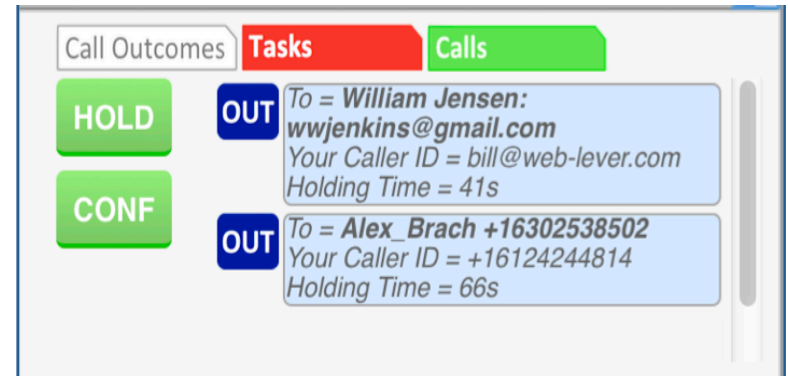 Call Outcomes Tasks Calls
HOLD
CONF
OUT
To = William Jensen:
wwjenkins@gmail.com
Your Caller ID = bill@web-lever.com
Holding Time = 41s
OUT
To = Alex_Brach +16302538502
Your Caller ID = +16124244814
Holding Time = 66s